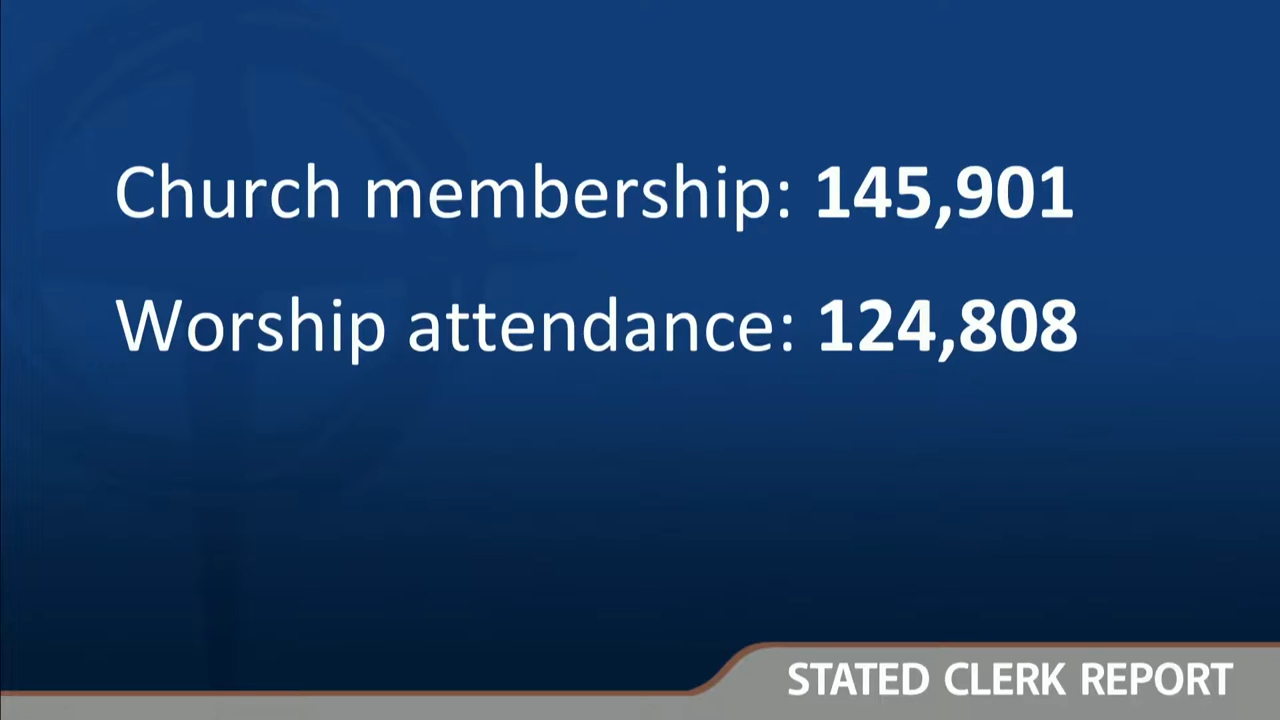 Church membership: 145,901
Worship attendance: 124,808
STATED CLERK REPORT